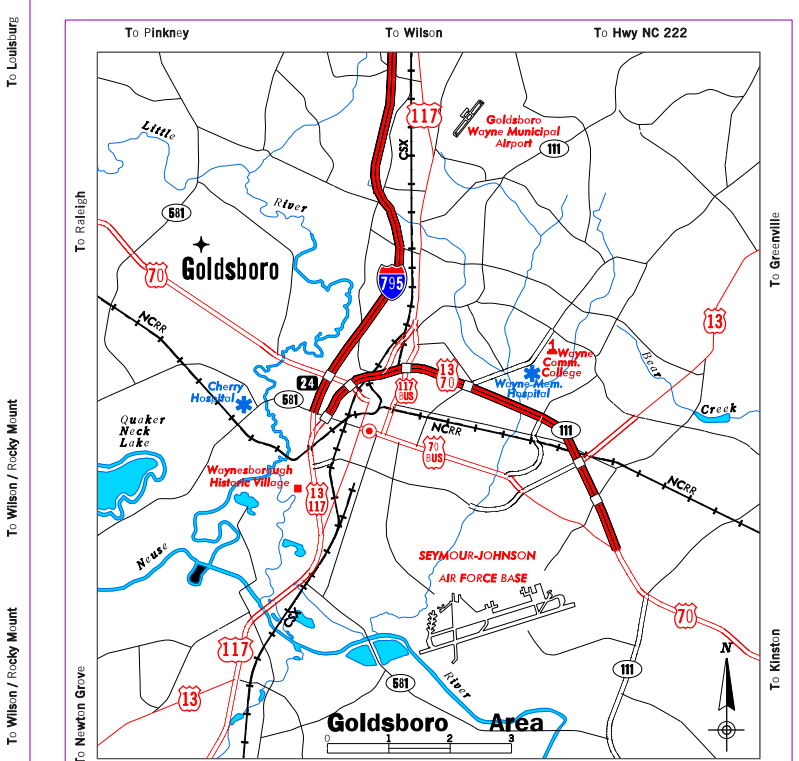 To Louisburg
To Wilson / Rocky Mount
To Wilson / Rocky Mount
To Pinkney
To Wilson
To Hwy NC 222
To Raleigh
To Newton Grove
To Greenville
To Kinston
117
Goldsboro
Wayne Municipal
Airport
111
Little
CSX
581
River
Goldsboro
70
795
13
NCRR
1
Wayne
Comm.
College
Bear
Creek
Wayne Mem.
Hospital
Cherry
Hospital
24
581
13
70
117
BUS
111
Quaker
Neck
Lake
NCRR
70
BUS
Waynesborough
Historic Village
13
117
NCRR
Neuse
SEYMOUR-JOHNSON
AIR FORCE BASE
CSX
70
117
13
581
River
111
N
Goldsboro Area
0 1 2 3